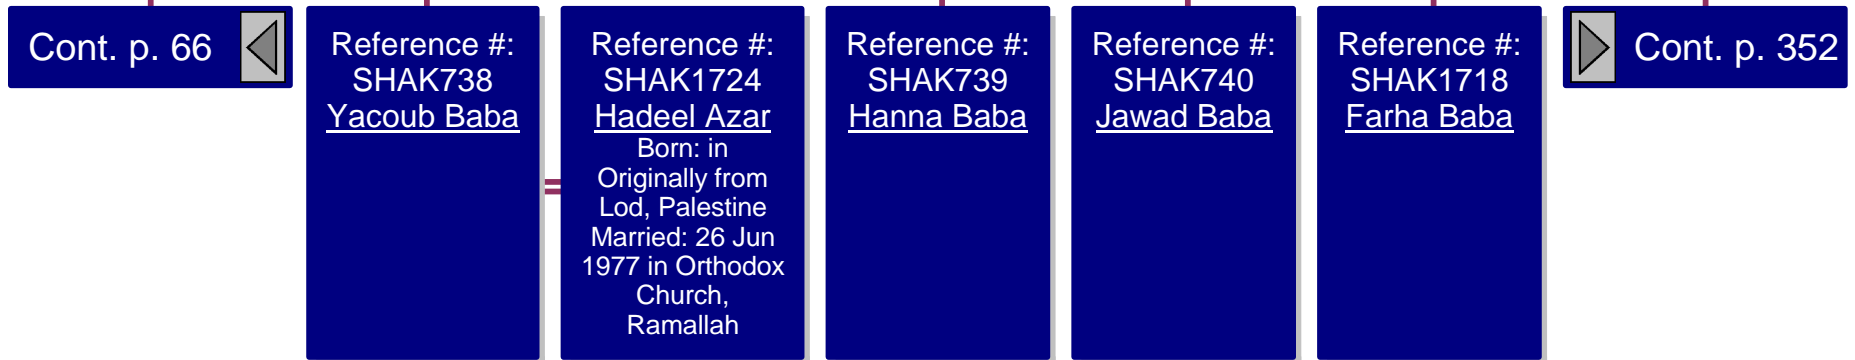 Cont. p. 66
Reference #:
SHAK738
Yacoub Baba
Reference #:
SHAK1724
Hadeel Azar
Born: in
Originally from
Lod, Palestine
Married: 26 Jun
1977 in Orthodox
Church,
Ramallah
Reference #:
SHAK739
Hanna Baba
Reference #:
SHAK740
Jawad Baba
Reference #:
SHAK1718
Farha Baba
Cont. p. 352